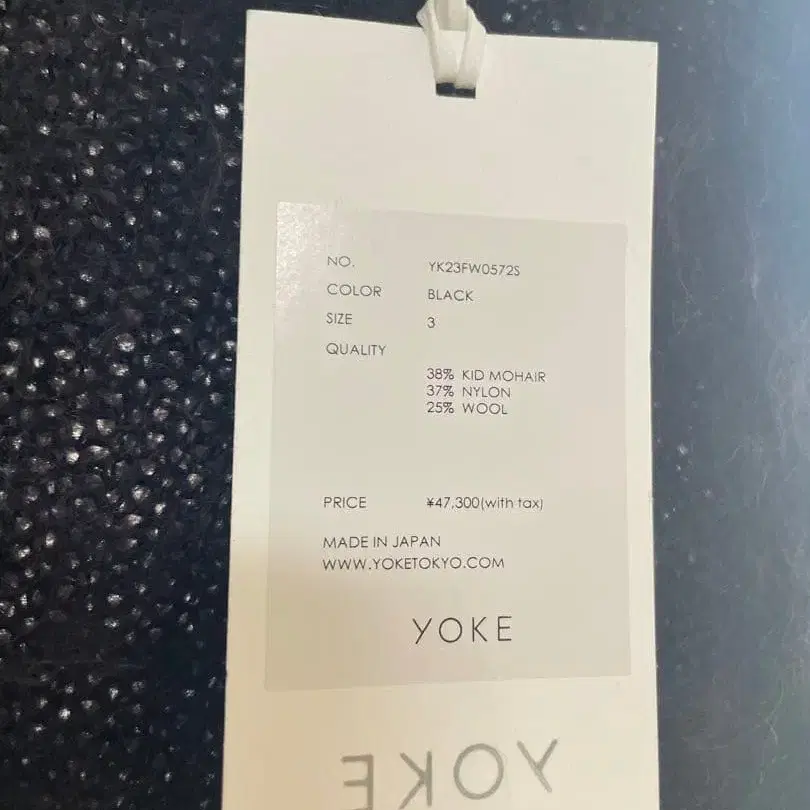 NO. YK23FW0572S
COLOR BLACK
SIZE 3
QUALITY
38% KID MOHAIR
37% NYLON
25% WOOL
PRICE ¥47,300(with tax)
MADE IN JAPAN
WWW.YOKETOKYO.COM
YOKE
YOKE